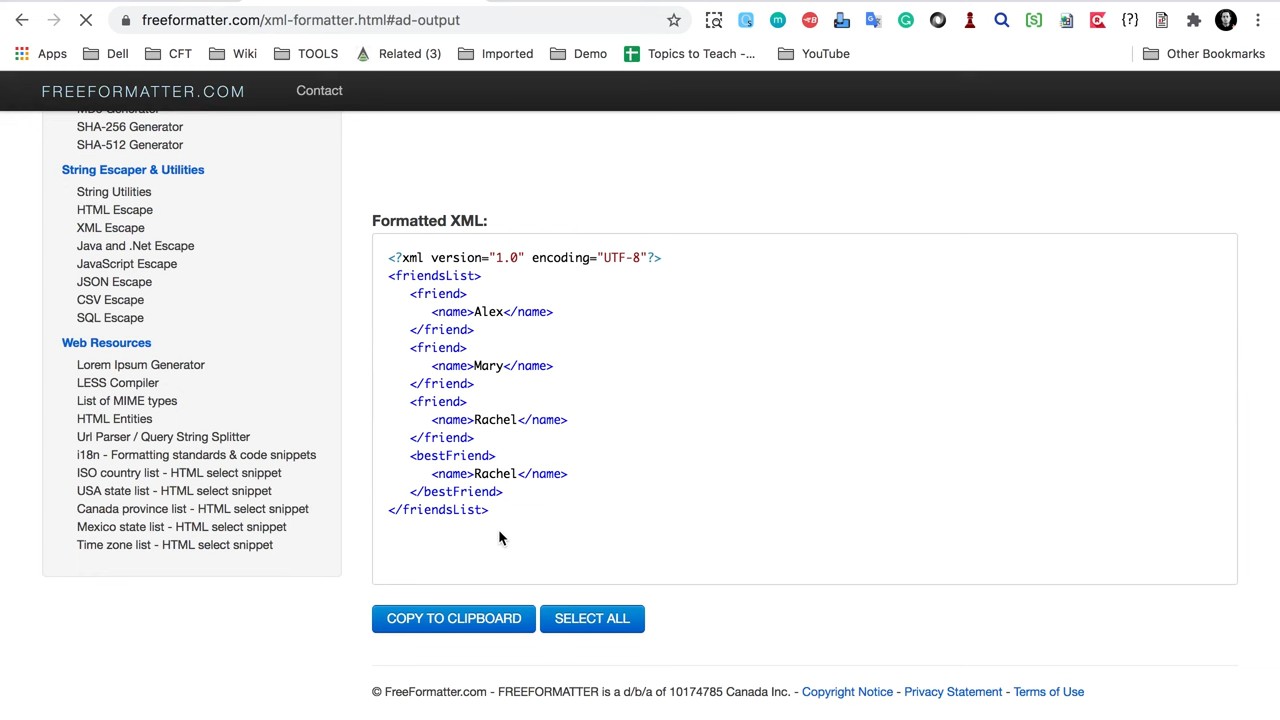 freeformatter.com/xml-formatter.html#ad-output
Apps Dell CFT Wiki TOOLS Related (3) Imported Demo Topics to Teach -... YouTube Other Bookmarks
FREEFORMATTER.COM Contact
MD5 Generator
SHA-256 Generator
SHA-512 Generator
String Escaper & Utilities
String Utilities
HTML Escape
XML Escape
Java and .Net Escape
JavaScript Escape
JSON Escape
CSV Escape
SQL Escape
Web Resources
Lorem Ipsum Generator
LESS Compiler
List of MIME types
HTML Entities
Url Parser / Query String Splitter
i18n - Formatting standards & code snippets
ISO country list - HTML select snippet
USA state list - HTML select snippet
Canada province list - HTML select snippet
Mexico state list - HTML select snippet
Time zone list - HTML select snippet
Formatted XML:
<?xml version="1.0" encoding="UTF-8"?>
<friendsList>
<friend>
<name>Alex</name>
</friend>
<friend>
<name>Mary</name>
</friend>
<friend>
<name>Rachel</name>
</friend>
<bestFriend>
<name>Rachel</name>
</bestFriend>
</friendsList>
COPY TO CLIPBOARD SELECT ALL
© FreeFormatter.com - FREEFORMATTER is a d/b/a of 10174785 Canada Inc. - Copyright Notice - Privacy Statement - Terms of Use